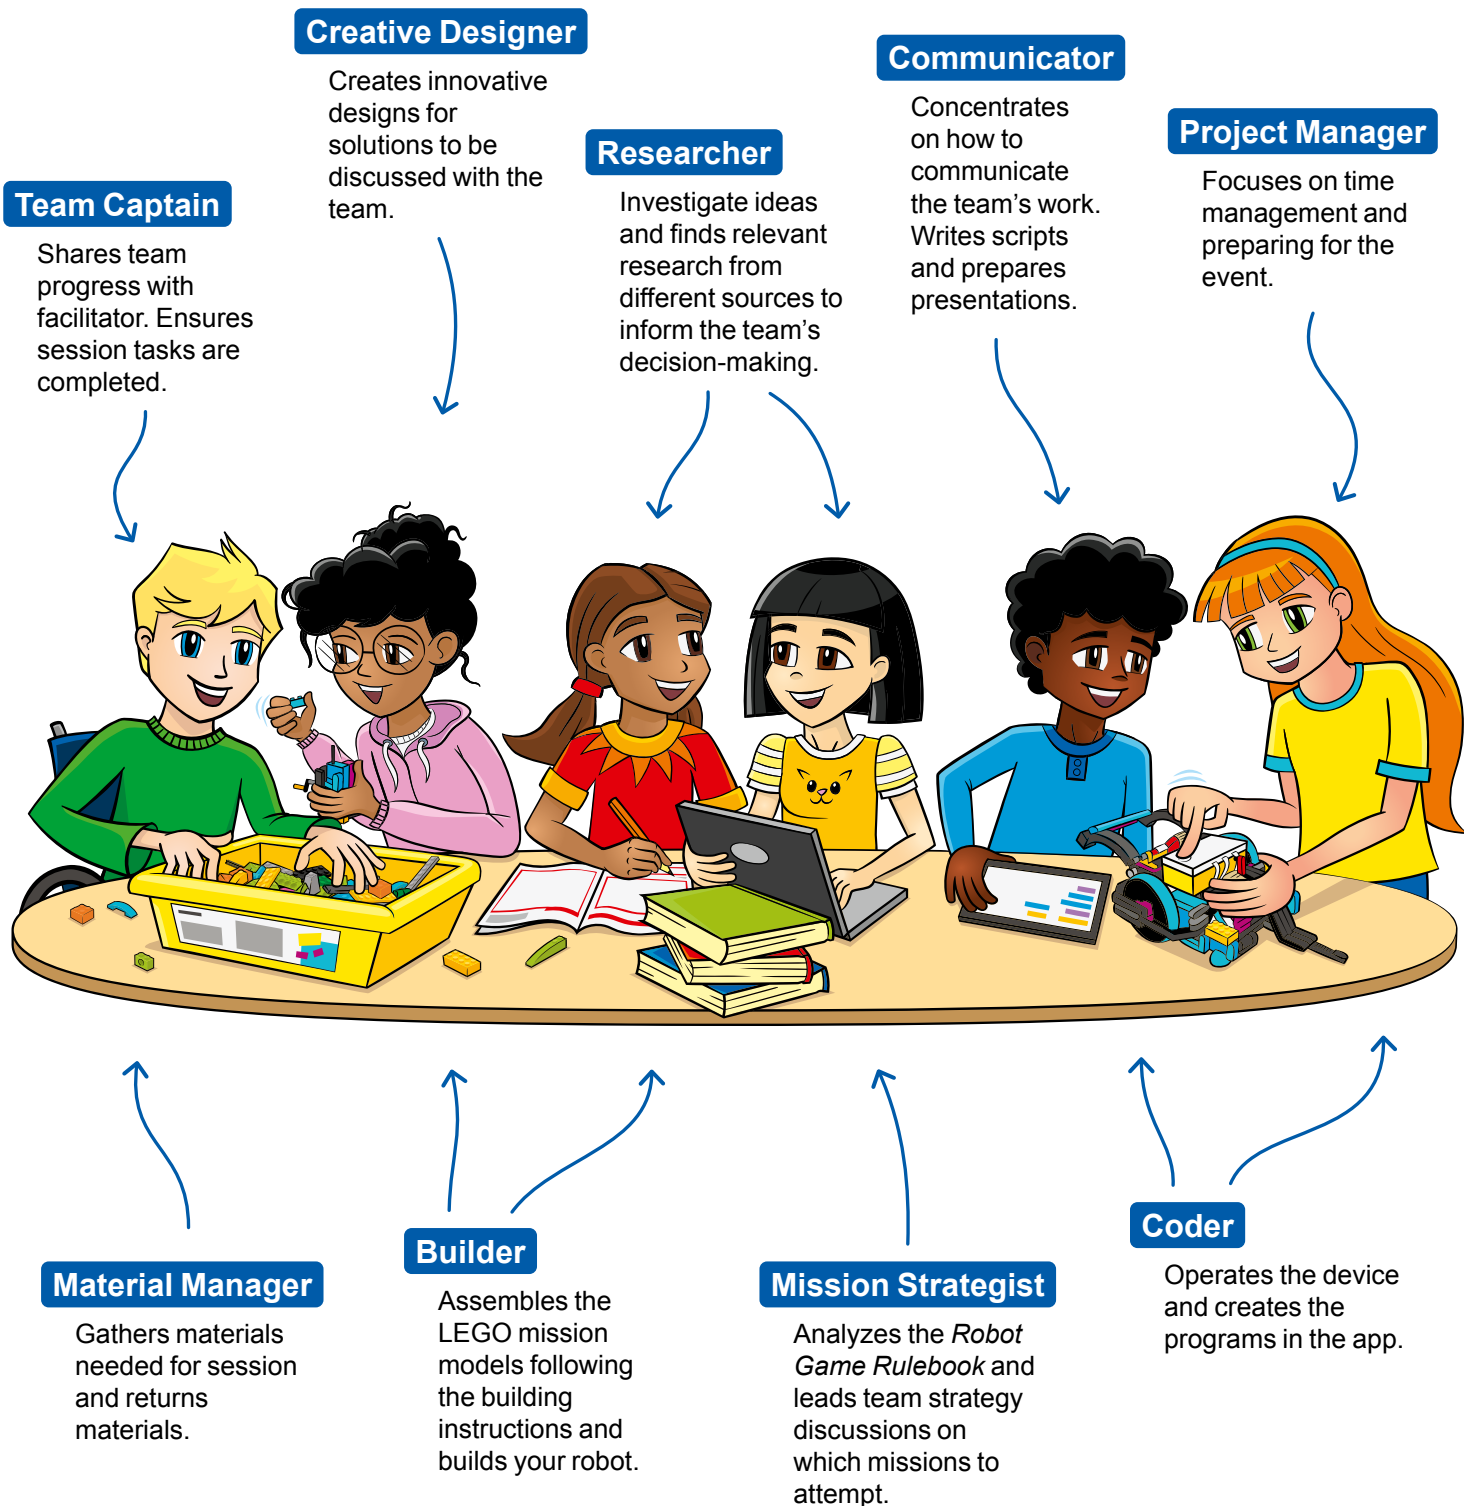 Creative Designer
Creates innovative
designs for
solutions to be
discussed with the
team.
Communicator
Concentrates
on how to
communicate
the team’s work.
Writes scripts
and prepares
presentations.
Project Manager
Focuses on time
management and
preparing for the
event.
Researcher
Investigate ideas
and finds relevant
research from
different sources to
inform the team’s
decision-making.
Team Captain
Shares team
progress with
facilitator. Ensures
session tasks are
completed.
Material Manager
Gathers materials
needed for session
and returns
materials.
Builder
Assembles the
LEGO mission
models following
the building
instructions and
builds your robot.
Mission Strategist
Analyzes the Robot
Game Rulebook and
leads team strategy
discussions on
which missions to
attempt.
Coder
Operates the device
and creates the
programs in the app.